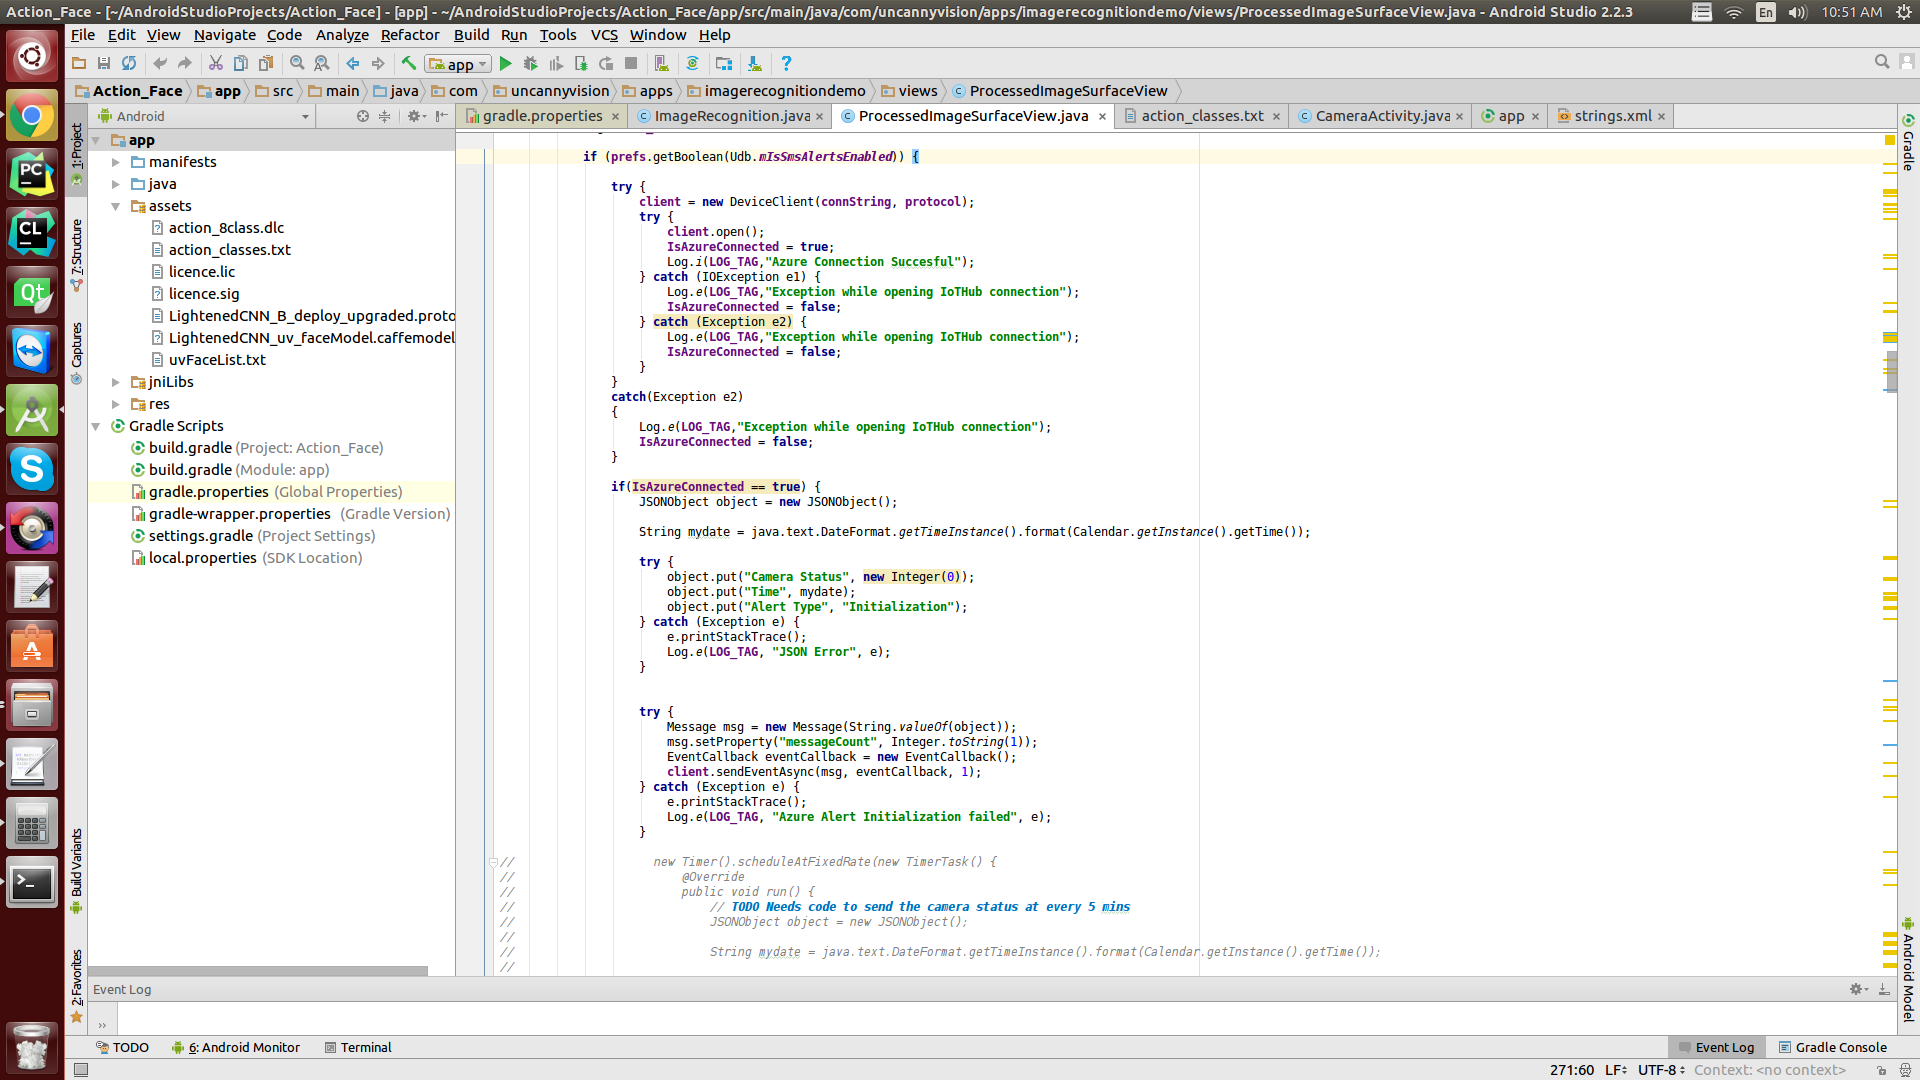 Action_Face - [~/AndroidStudioProjects/Action_Face] - [app] - ~/AndroidStudioProjects/Action_Face/app/src/main/java/com/uncannyvision/apps/imagerecognitiondemo/views/ProcessedImageSurfaceView.java - Android Studio 2.2.3
En
10:51 AM
File Edit View Navigate Code Analyze Refactor Build Run Tools VCS Window Help
app
Action_Face app src main java com uncannyvision apps imagerecognitiondemo views ProcessedImageSurfaceView
Android
gradle.properties ImageRecognition.java ProcessedImageSurfaceView.java action_classes.txt CameraActivity.java app strings.xml
1: Project
7: Structure
Captures
Build Variants
2: Favorites
app
manifests
java
assets
action_8class.dlc
action_classes.txt
licence.lic
licence.sig
LightenedCNN_B_deploy_upgraded.proto
LightenedCNN_uv_faceModel.caffemodel
uvFaceList.txt
jniLibs
res
Gradle Scripts
build.gradle (Project: Action_Face)
build.gradle (Module: app)
gradle.properties (Global Properties)
gradle-wrapper.properties (Gradle Version)
settings.gradle (Project Settings)
local.properties (SDK Location)
if (prefs.getBoolean(Udb.mIsSmsAlertsEnabled)) {
try {
client = new DeviceClient(connString, protocol);
try {
client.open();
IsAzureConnected = true;
Log.i(LOG_TAG,"Azure Connection Succesful");
} catch (IOException e1) {
Log.e(LOG_TAG,"Exception while opening IoTHub connection");
IsAzureConnected = false;
} catch (Exception e2) {
Log.e(LOG_TAG,"Exception while opening IoTHub connection");
IsAzureConnected = false;
}
}
catch(Exception e2)
{
Log.e(LOG_TAG,"Exception while opening IoTHub connection");
IsAzureConnected = false;
}
if(IsAzureConnected == true) {
JSONObject object = new JSONObject();
String mydate = java.text.DateFormat.getTimeInstance().format(Calendar.getInstance().getTime());
try {
object.put("Camera Status", new Integer(0));
object.put("Time", mydate);
object.put("Alert Type", "Initialization");
} catch (Exception e) {
e.printStackTrace();
Log.e(LOG_TAG, "JSON Error", e);
}
try {
Message msg = new Message(String.valueOf(object));
msg.setProperty("messageCount", Integer.toString(1));
EventCallback eventCallback = new EventCallback();
client.sendEventAsync(msg, eventCallback, 1);
} catch (Exception e) {
e.printStackTrace();
Log.e(LOG_TAG, "Azure Alert Initialization failed", e);
}
// new Timer().scheduleAtFixedRate(new TimerTask() {
// @Override
// public void run() {
// // TODO Needs code to send the camera status at every 5 mins
// JSONObject object = new JSONObject();
//
// String mydate = java.text.DateFormat.getTimeInstance().format(Calendar.getInstance().getTime());
//
Gradle
Android Model
Event Log
TODO 6: Android Monitor Terminal
Event Log Gradle Console
271:60 LF UTF-8 Context: <no context>
PC
CL
Qt